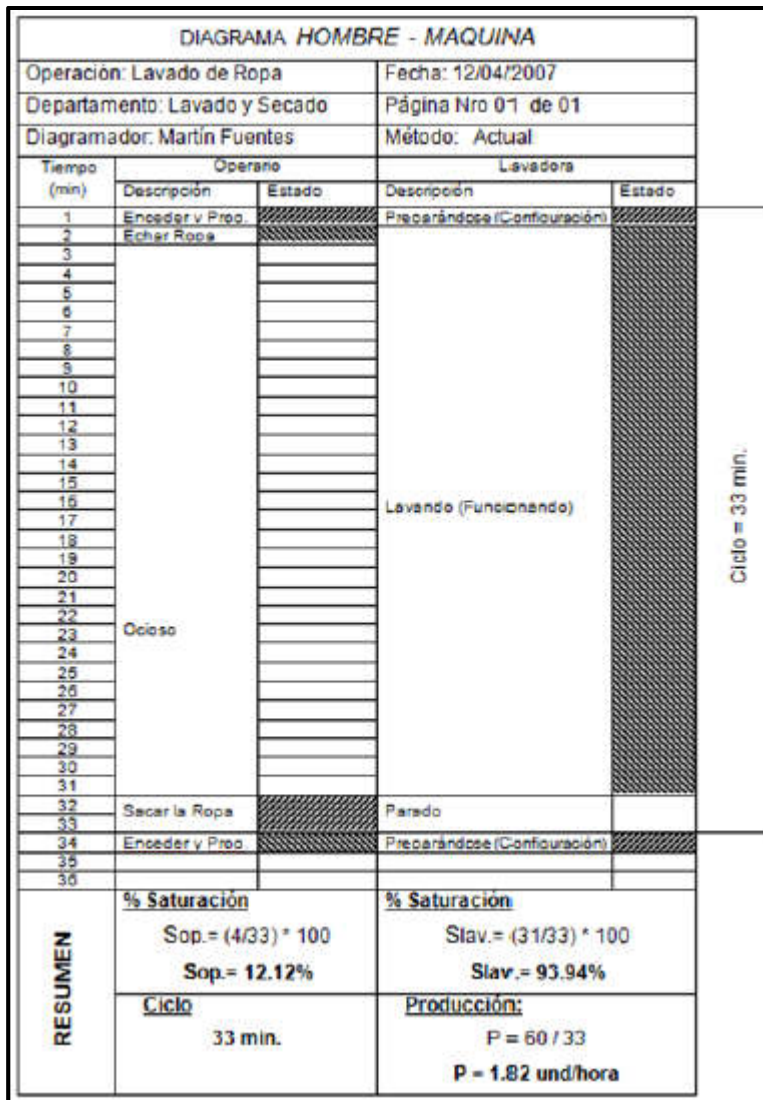 DIAGRAMA HOMBRE - MAQUINA
Operación: Lavado de Ropa Fecha: 12/04/2007
Departamento: Lavado y Secado Página Nro 01 de 01
Diagramador: Martín Fuentes Método: Actual
Tiempo Operario Lavadora
(min) Descripción Estado Descripción Estado
1 Enceder y Prog. Preparándose (Configuración)
2 Echar Ropa
3
4
5
6
7
8
9
10
11
12
13
14
15
16 Lavando (Funcionando)
17
18
19
20
21
22
23 Ocioso
24
25
26
27
28
29
30
31
32 Sacar la Ropa Parado
33
34 Enceder y Prog. Preparándose (Configuración)
35
36
Ciclo = 33 min.
RESUMEN
% Saturación % Saturación
Sop.= (4/33) * 100 Slav.= (31/33) * 100
Sop.= 12.12% Slav.= 93.94%
Ciclo Producción:
33 min. P = 60 / 33
P = 1.82 und/hora